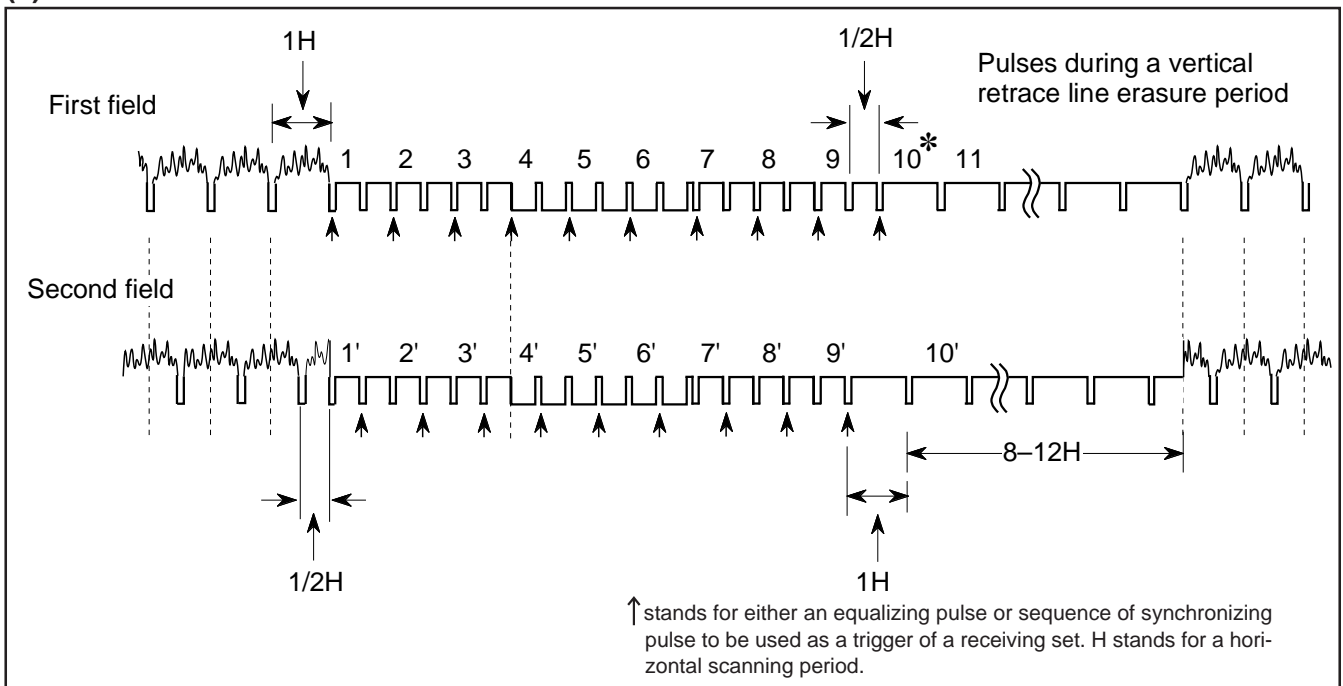 1H
1/2H
Pulses during a vertical
retrace line erasure period
First field
1 2 3 4 5 6 7 8 9 10* 11
Second field
1' 2' 3' 4' 5' 6' 7' 8' 9' 10'
8–12H
1/2H
1H
↑ stands for either an equalizing pulse or sequence of synchronizing
pulse to be used as a trigger of a receiving set. H stands for a hori-
zontal scanning period.